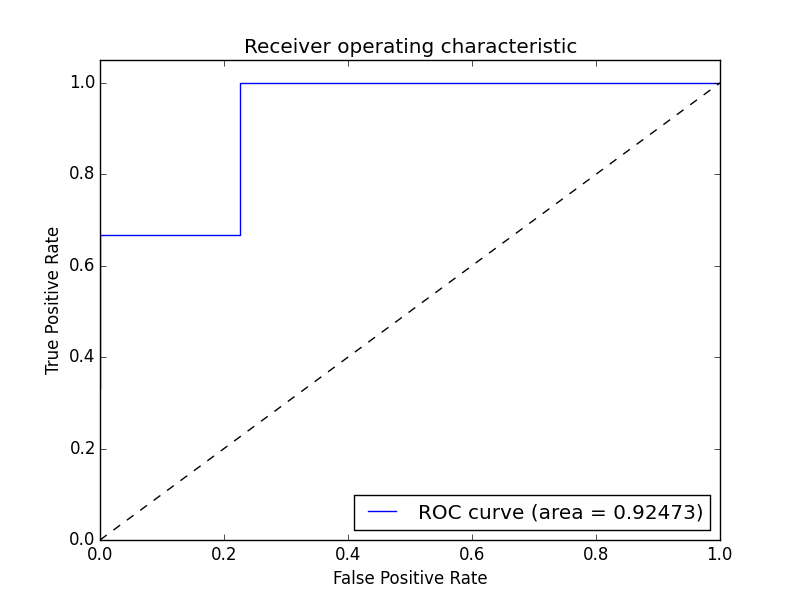 Receiver operating characteristic
1.0
0.8
0.6
0.4
0.2
0.0
True Positive Rate
ROC curve (area = 0.92473)
0.0 0.2 0.4 0.6 0.8 1.0
False Positive Rate